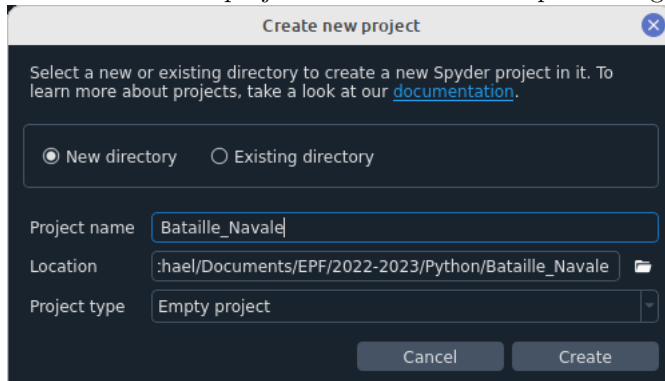 Create new project
Select a new or existing directory to create a new Spyder project in it. To
learn more about projects, take a look at our documentation.
New directory Existing directory
Project name Bataille_Navale
Location :hael/Documents/EPF/2022-2023/Python/Bataille_Navale
Project type Empty project
Cancel Create